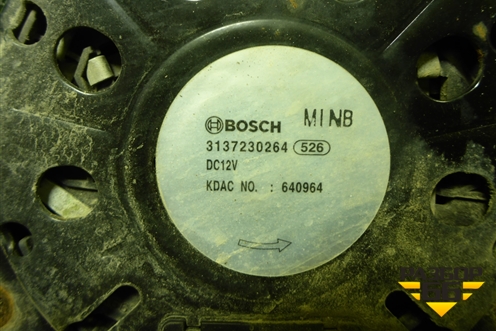 BOSCH MINB
3137230264 526
DC12V
KDAC NO. : 640964